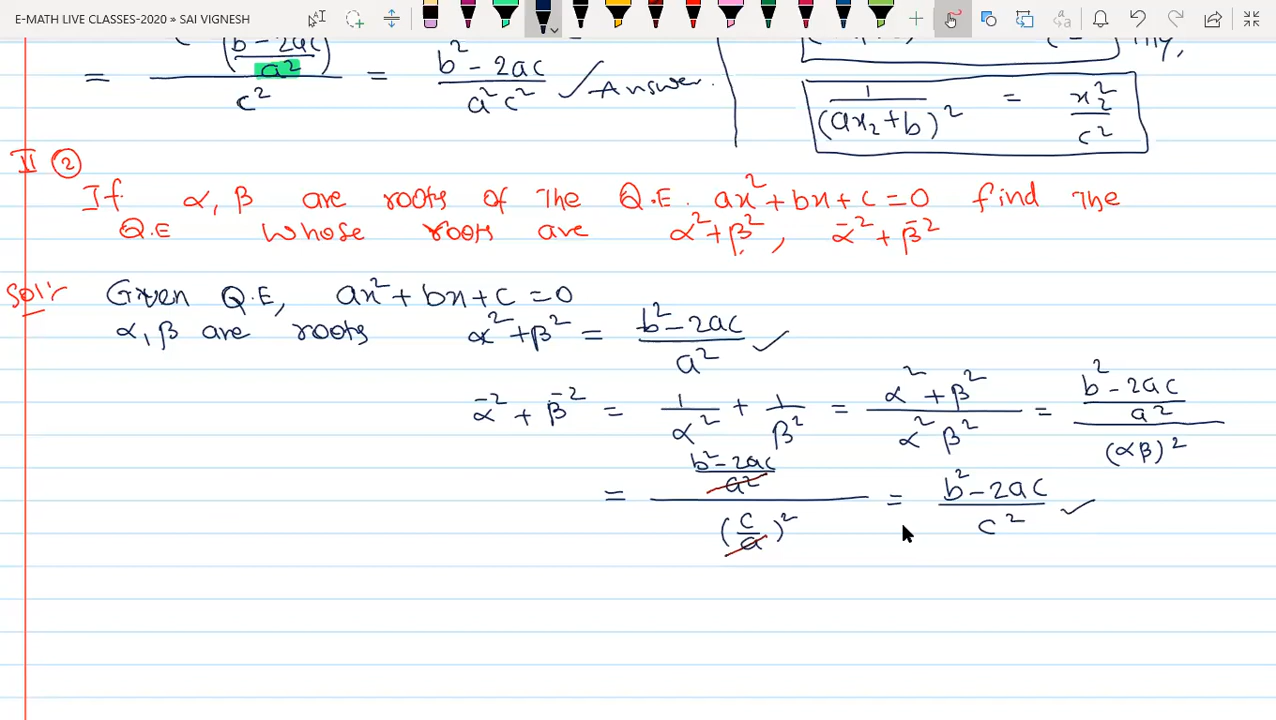 E-MATH LIVE CLASSES-2020 » SAI VIGNESH
= (b-2ac/a²)/c² = b²-2ac/a²c² ✓ Answer.
1/(ax₂+b)² = x₂²/c²
II ②
If α, β are roots of the Q.E. ax²+bx+c=0 find the
Q.E whose roots are α²+β², α⁻²+β⁻²
Sol:- Given Q.E, ax²+bx+c=0
α, β are roots α²+β² = b²-2ac/a² ✓
α⁻²+β⁻² = 1/α² + 1/β² = α²+β²/α²β² = (b²-2ac/a²)/(αβ)²
= (b²-2ac/a²)/(c/a)² = b²-2ac/c² ✓